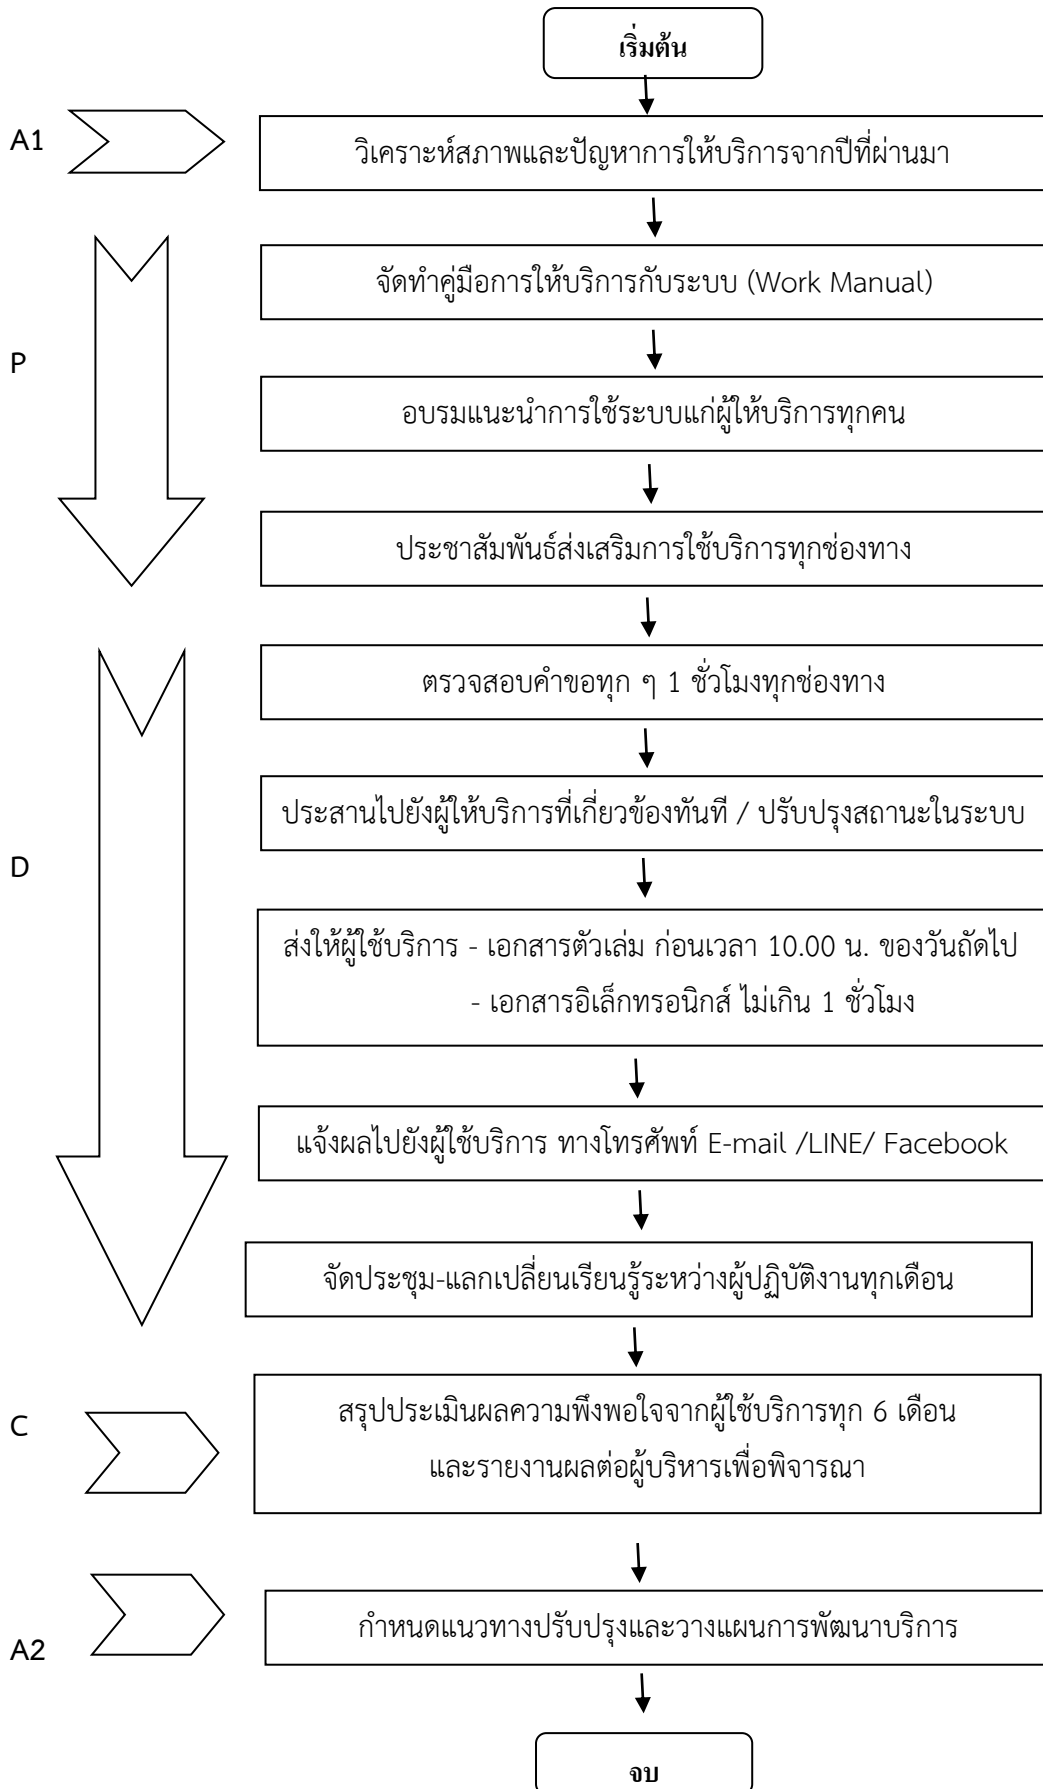 เริ่มต้น
A1
วิเคราะห์สภาพและปัญหาการให้บริการจากปีที่ผ่านมา
จัดทำคู่มือการให้บริการกับระบบ (Work Manual)
P
อบรมแนะนำการใช้ระบบแก่ผู้ให้บริการทุกคน
ประชาสัมพันธ์ส่งเสริมการใช้บริการทุกช่องทาง
ตรวจสอบคำขอทุก ๆ 1 ชั่วโมงทุกช่องทาง
ประสานไปยังผู้ให้บริการที่เกี่ยวข้องทันที / ปรับปรุงสถานะในระบบ
D
ส่งให้ผู้ใช้บริการ - เอกสารตัวเล่ม ก่อนเวลา 10.00 น. ของวันถัดไป
- เอกสารอิเล็กทรอนิกส์ ไม่เกิน 1 ชั่วโมง
แจ้งผลไปยังผู้ใช้บริการ ทางโทรศัพท์ E-mail /LINE/ Facebook
จัดประชุม-แลกเปลี่ยนเรียนรู้ระหว่างผู้ปฏิบัติงานทุกเดือน
C
สรุปประเมินผลความพึงพอใจจากผู้ใช้บริการทุก 6 เดือน
และรายงานผลต่อผู้บริหารเพื่อพิจารณา
กำหนดแนวทางปรับปรุงและวางแผนการพัฒนาบริการ
A2
จบ